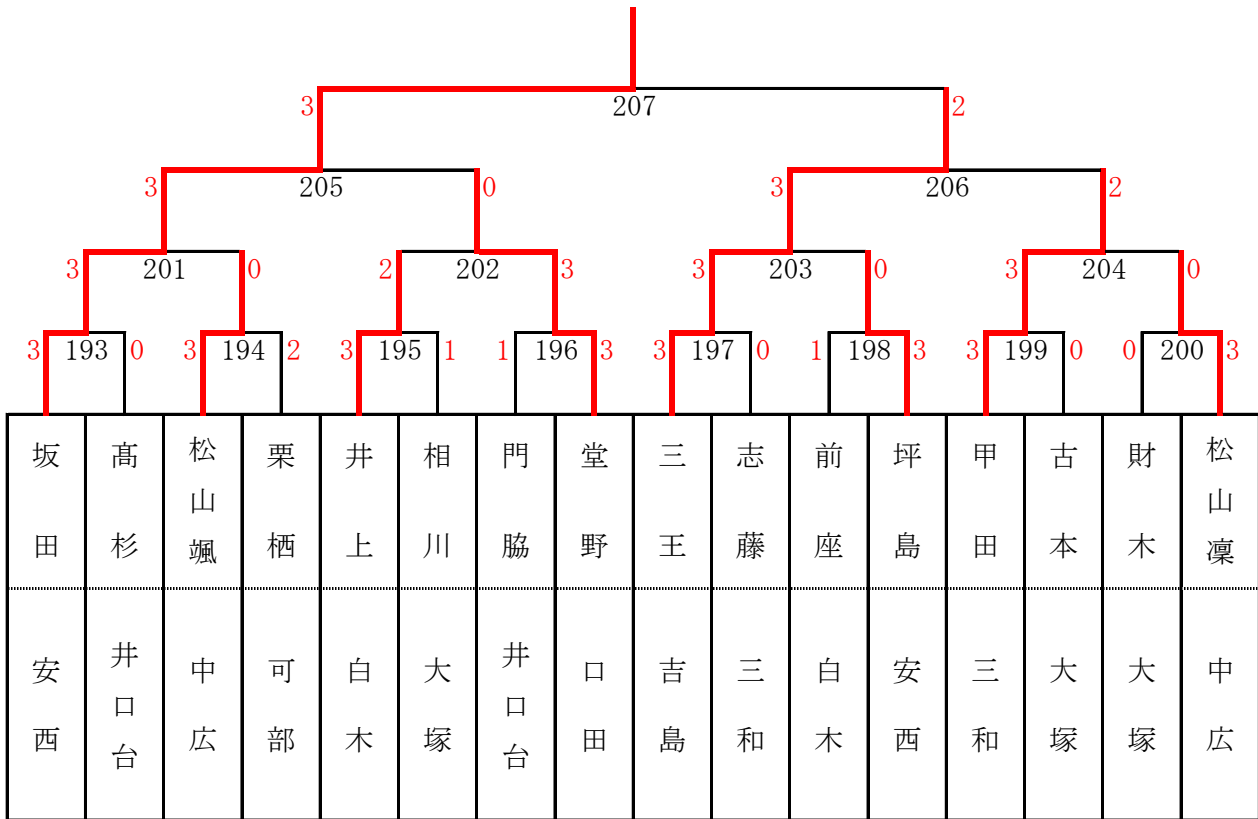 3 207 2
3 205 0 3 206 2
3 201 0 2 202 3 3 203 0 3 204 0
3 193 0 3 194 2 3 195 1 1 196 3 3 197 0 1 198 3 3 199 0 0 200 3
坂田 髙杉 松山颯 栗栖 井上 相川 門脇 堂野 三王 志藤 前座 坪島 甲田 古本 財木 松山凜
安西 井口台 中広 可部 白木 大塚 井口台 口田 吉島 三和 白木 安西 三和 大塚 大塚 中広